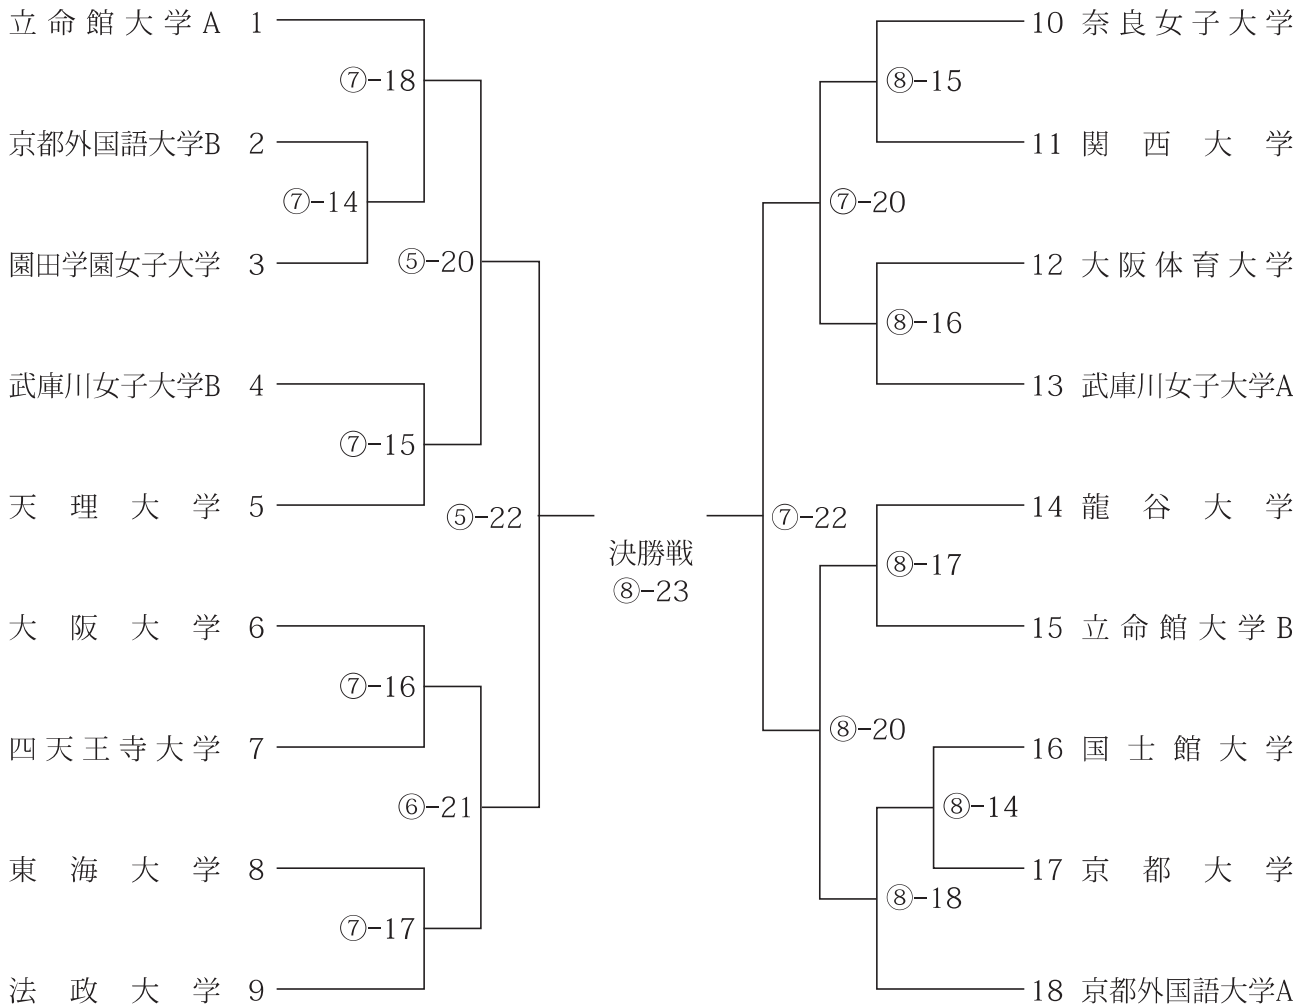 立命館大学A 1
⑦-18
京都外国語大学B 2
⑦-14
園田学園女子大学 3
⑤-20
武庫川女子大学B 4
⑦-15
天理大学 5
⑤-22
大阪大学 6
⑦-16
四天王寺大学 7
⑥-21
東海大学 8
⑦-17
法政大学 9
決勝戦
⑧-23
10 奈良女子大学
⑧-15
11 関西大学
⑦-20
12 大阪体育大学
⑧-16
13 武庫川女子大学A
⑦-22
14 龍谷大学
⑧-17
15 立命館大学B
⑧-20
16 国士館大学
⑧-14
17 京都大学
⑧-18
18 京都外国語大学A